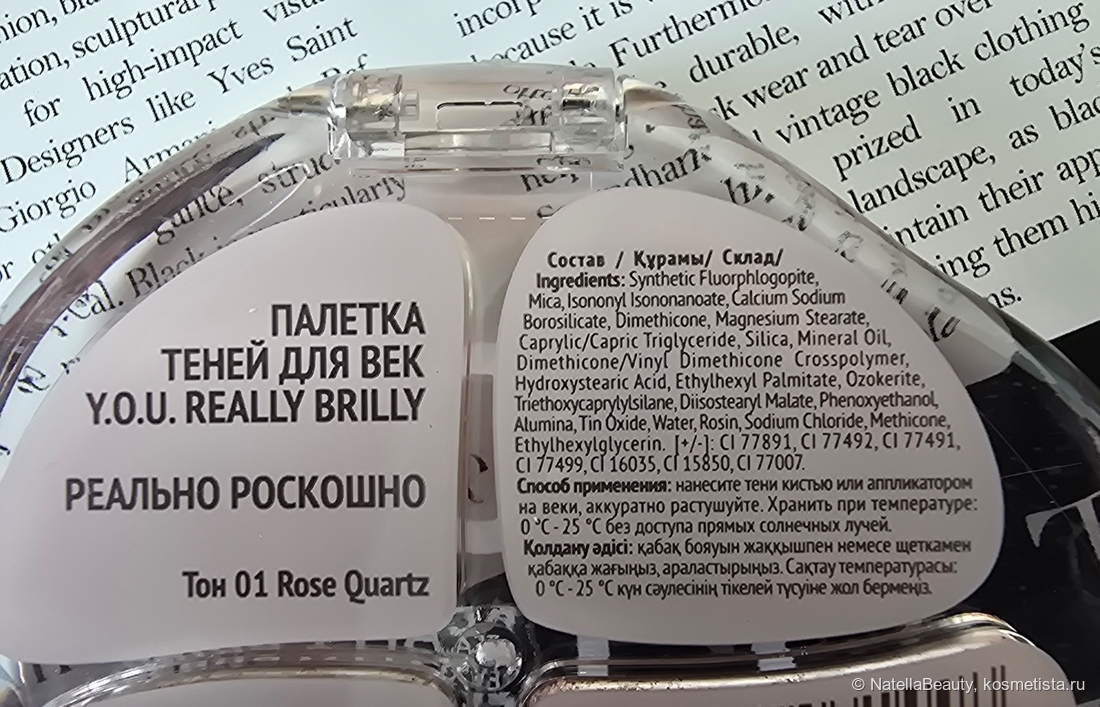 ation, sculptural
for high-impact
Designers like Yves Saint
Giorgio
because it is
Furthermore
durable,
wear and tear over
vintage black clothing
prized in today's
landscape, as
their
ing them
ПАЛЕТКА
ТЕНЕЙ ДЛЯ ВЕК
Y.O.U. REALLY BRILLY
РЕАЛЬНО РОСКОШНО
Тон 01 Rose Quartz
Состав / Құрамы/ Склад/
Ingredients: Synthetic Fluorphlogopite,
Mica, Isononyl Isononanoate, Calcium Sodium
Borosilicate, Dimethicone, Magnesium Stearate,
Caprylic/Capric Triglyceride, Silica, Mineral Oil,
Dimethicone/Vinyl Dimethicone Crosspolymer,
Hydroxystearic Acid, Ethylhexyl Palmitate, Ozokerite,
Triethoxycaprylylsilane, Diisostearyl Malate, Phenoxyethanol,
Alumina, Tin Oxide, Water, Rosin, Sodium Chloride, Methicone,
Ethylhexylglycerin. [+/-]: CI 77891, CI 77492, CI 77491,
CI 77499, CI 16035, CI 15850, CI 77007.
Способ применения: нанесите тени кистью или аппликатором
на веки, аккуратно растушуйте. Хранить при температуре:
0 °С - 25 °С без доступа прямых солнечных лучей.
Қолдану әдісі: қабақ бояуын жаққышпен немесе щеткамен
қабаққа жағыңыз, араластырыңыз. Сақтау температурасы:
0 °С - 25 °С күн сәулесінің тікелей түсуіне жол бермеңіз.
© NatellaBeauty, kosmetista.ru